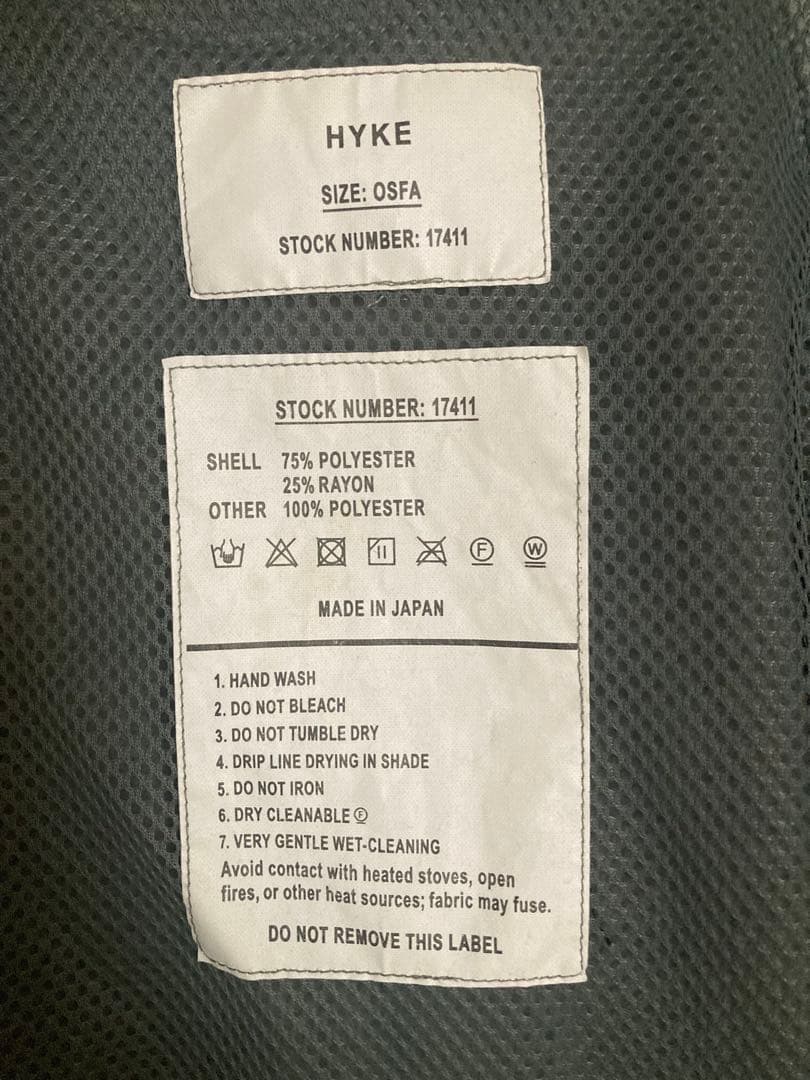 HYKE
SIZE: OSFA
STOCK NUMBER: 17411
STOCK NUMBER: 17411
SHELL 75% POLYESTER
25% RAYON
OTHER 100% POLYESTER
F W
MADE IN JAPAN
1. HAND WASH
2. DO NOT BLEACH
3. DO NOT TUMBLE DRY
4. DRIP LINE DRYING IN SHADE
5. DO NOT IRON
6. DRY CLEANABLE Ⓕ
7. VERY GENTLE WET-CLEANING
Avoid contact with heated stoves, open
fires, or other heat sources; fabric may fuse.
DO NOT REMOVE THIS LABEL